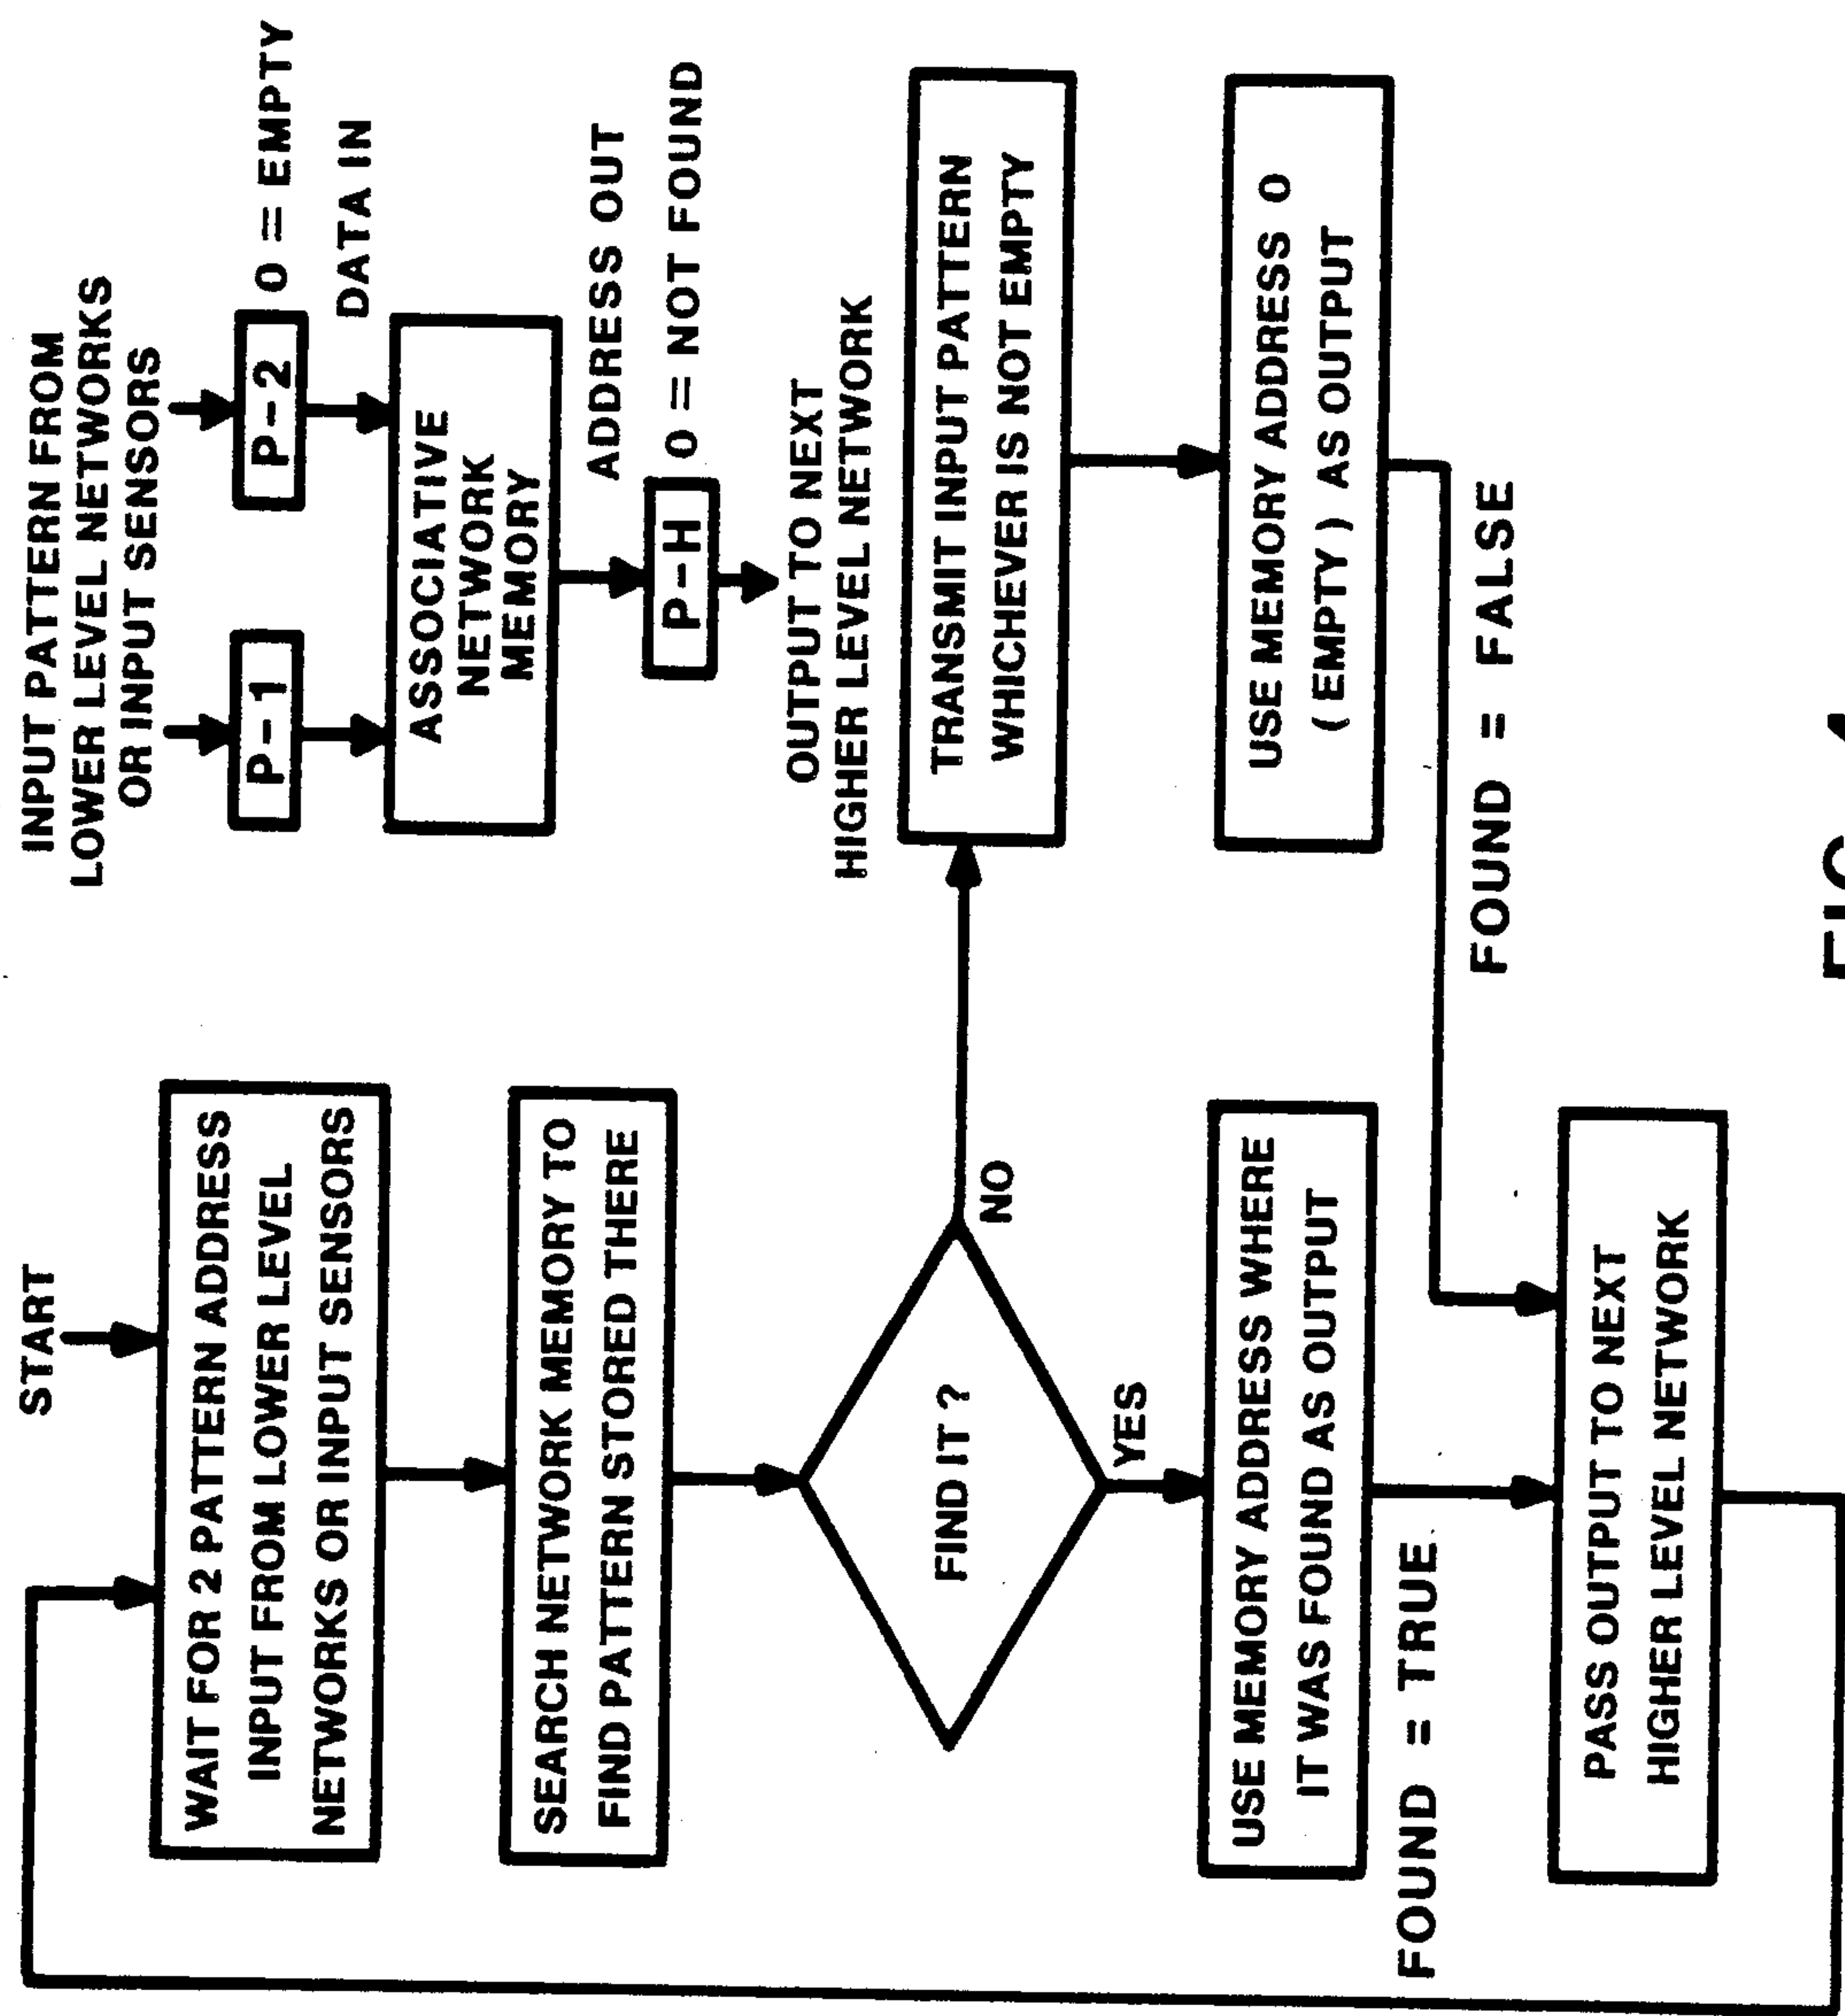 START
WAIT FOR 2 PATTERN ADDRESS
INPUT FROM LOWER LEVEL
NETWORKS OR INPUT SENSORS
SEARCH NETWORK MEMORY TO
FIND PATTERN STORED THERE
FIND IT ?
NO
YES
USE MEMORY ADDRESS WHERE
IT WAS FOUND AS OUTPUT
FOUND = TRUE
PASS OUTPUT TO NEXT
HIGHER LEVEL NETWORK
INPUT PATTERN FROM
LOWER LEVEL NETWORKS
OR INPUT SENSORS
P-1
P-2
0 = EMPTY
DATA IN
ASSOCIATIVE
NETWORK
MEMORY
ADDRESS OUT
P-H
0 = NOT FOUND
OUTPUT TO NEXT
HIGHER LEVEL NETWORK
TRANSMIT INPUT PATTERN
WHICHEVER IS NOT EMPTY
USE MEMORY ADDRESS 0
( EMPTY ) AS OUTPUT
FOUND = FALSE